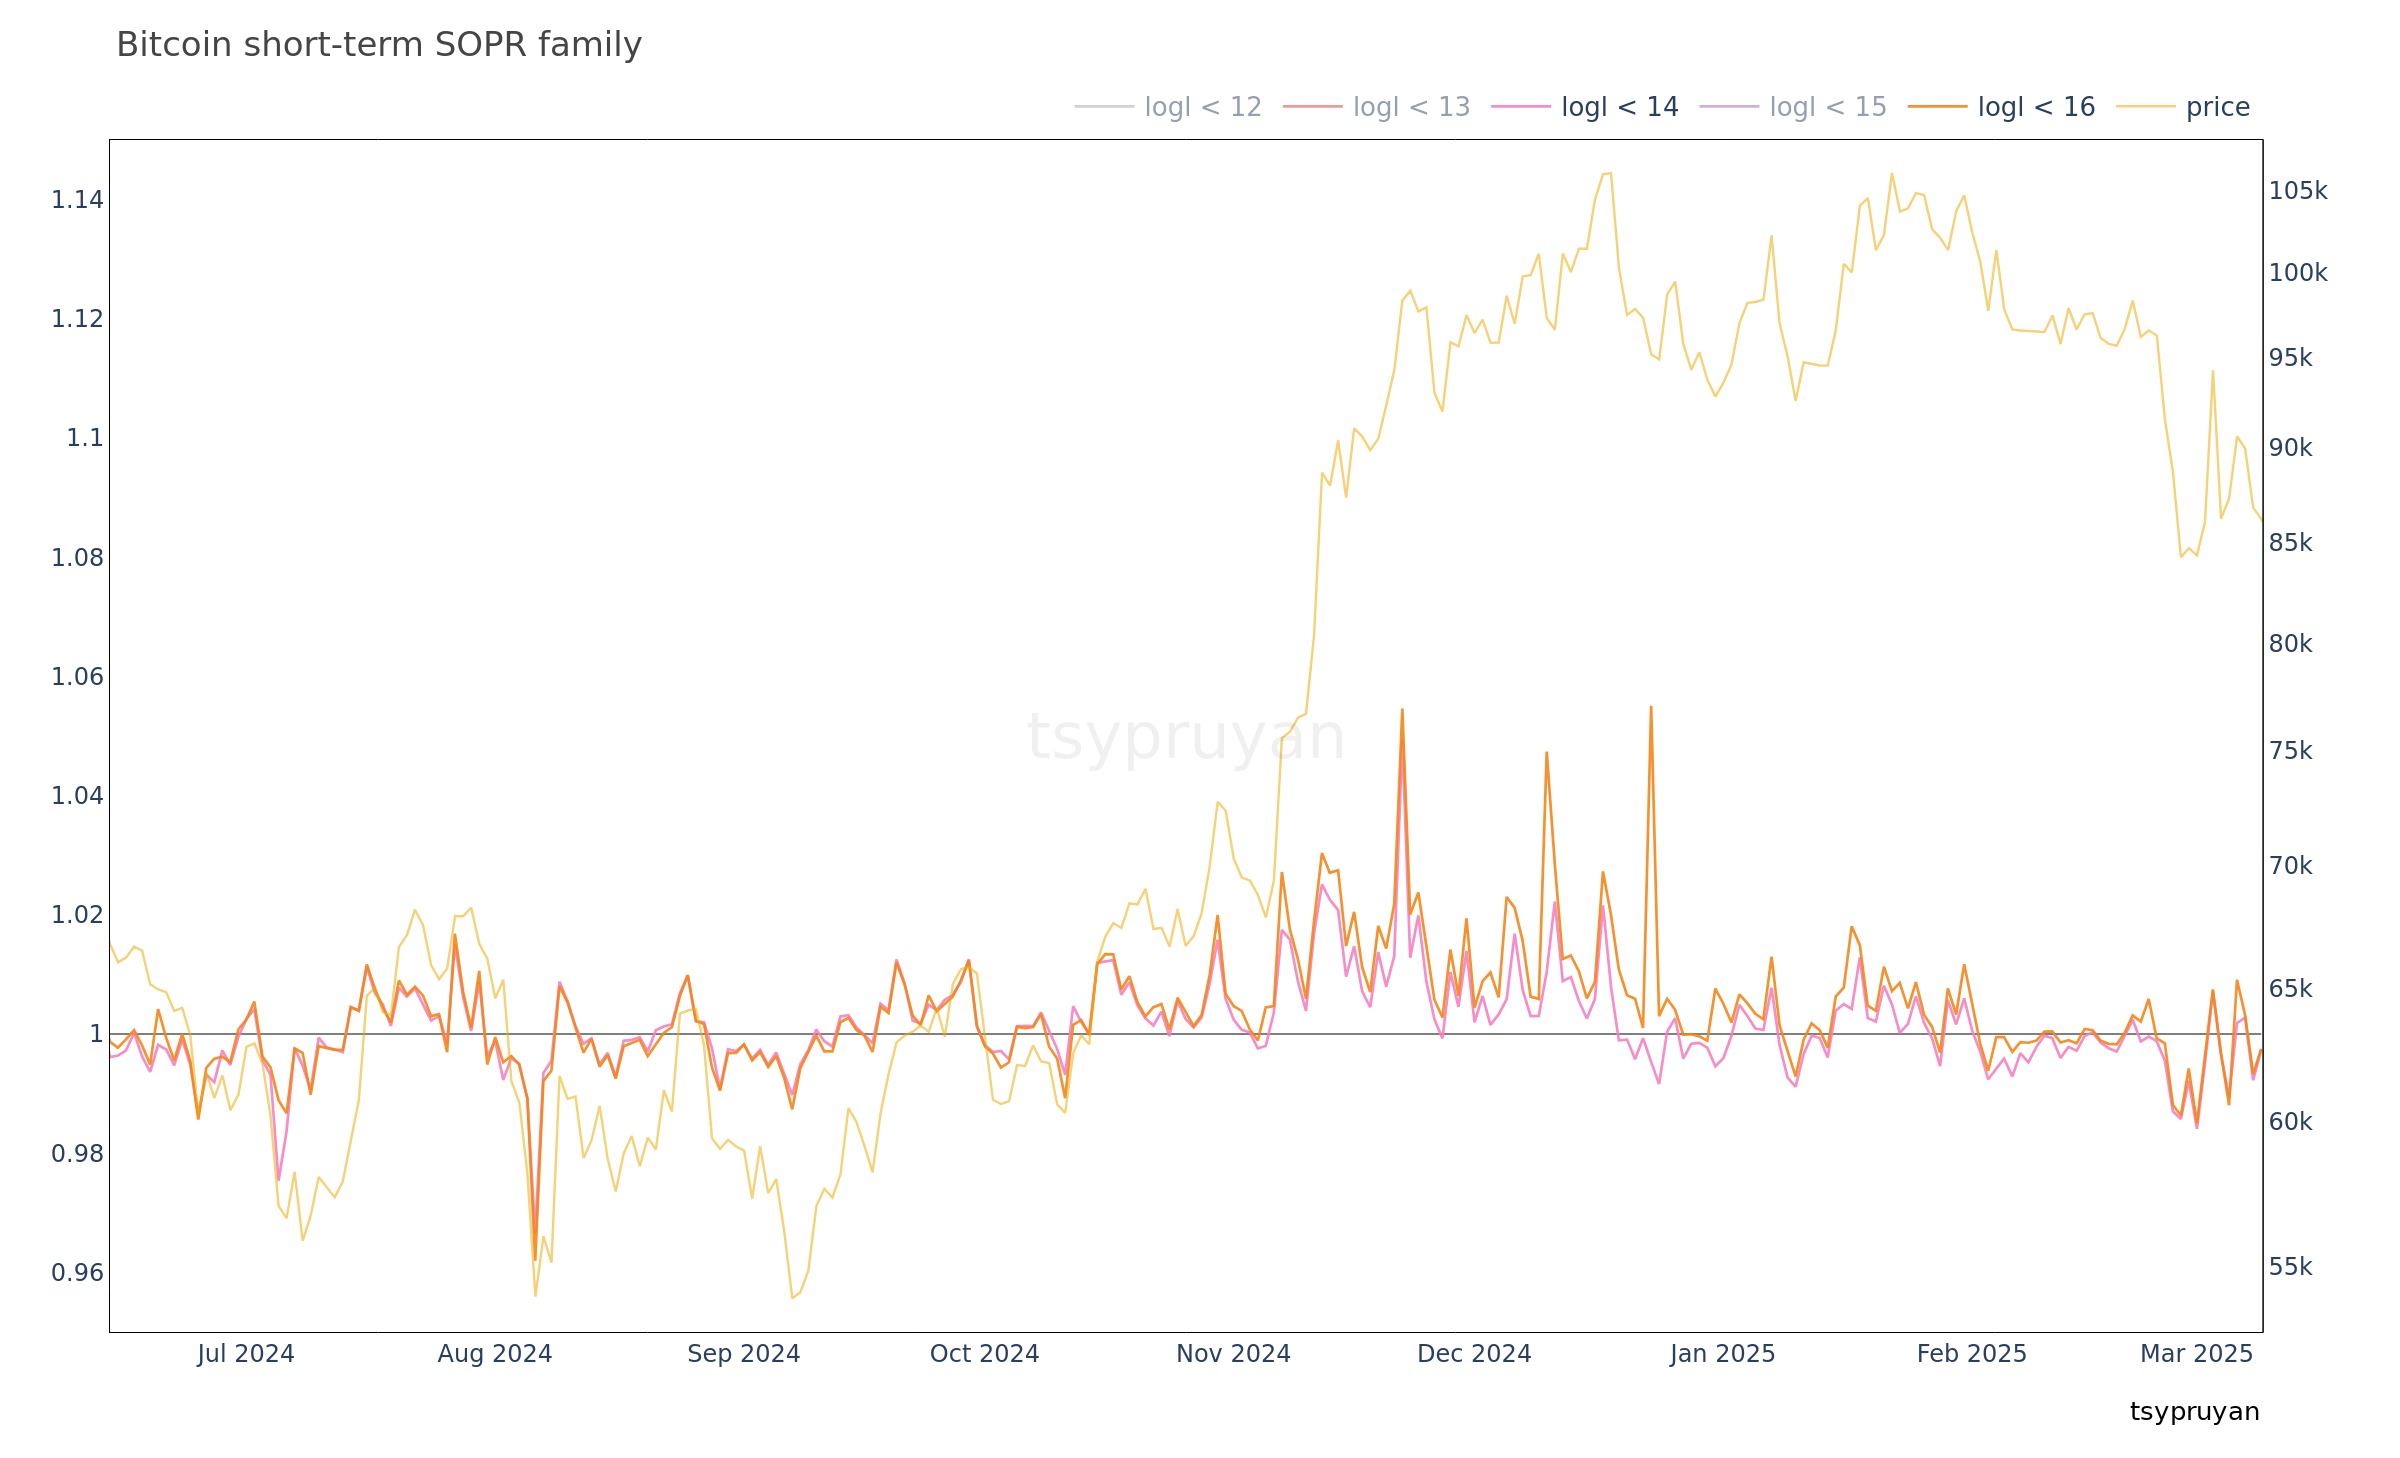 Bitcoin short-term SOPR family
logl < 12 logl < 13 logl < 14 logl < 15 logl < 16 price
1.14
1.12
1.1
1.08
1.06
1.04
1.02
1
0.98
0.96
105k
100k
95k
90k
85k
80k
75k
70k
65k
60k
55k
tsypruyan
Jul 2024 Aug 2024 Sep 2024 Oct 2024 Nov 2024 Dec 2024 Jan 2025 Feb 2025 Mar 2025
tsypruyan